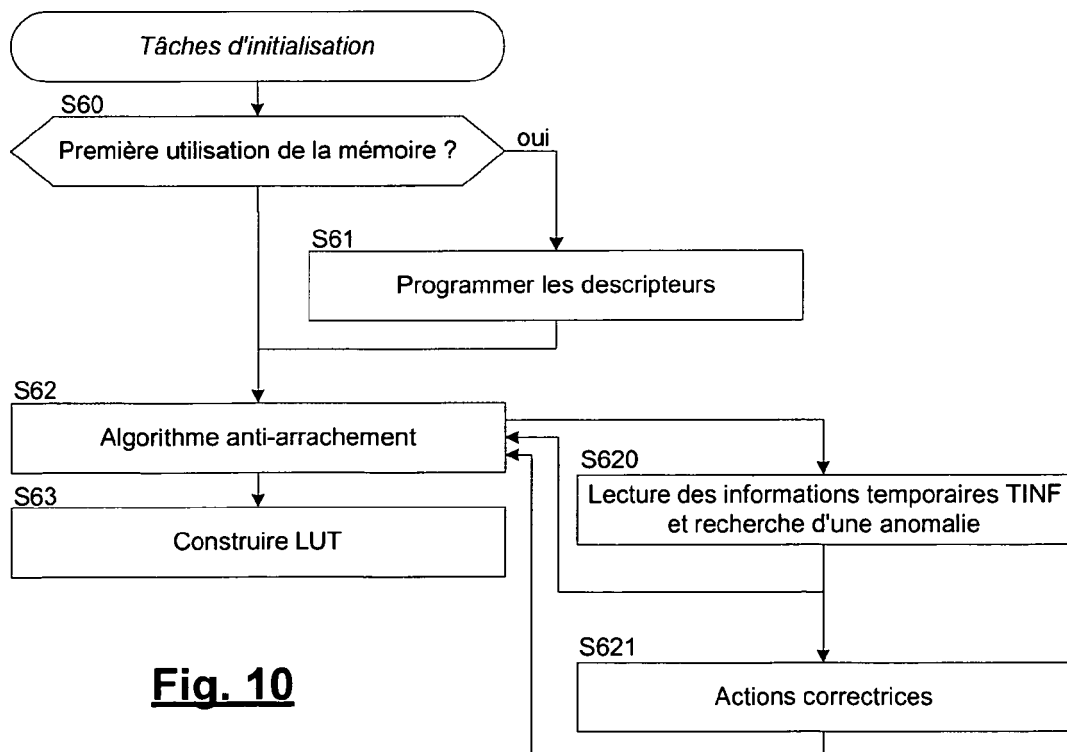 Tâches d'initialisation
S60
Première utilisation de la mémoire ?
oui
S61
Programmer les descripteurs
S62
Algorithme anti-arrachement
S620
Lecture des informations temporaires TINF
et recherche d'une anomalie
S63
Construire LUT
S621
Actions correctrices
Fig. 10